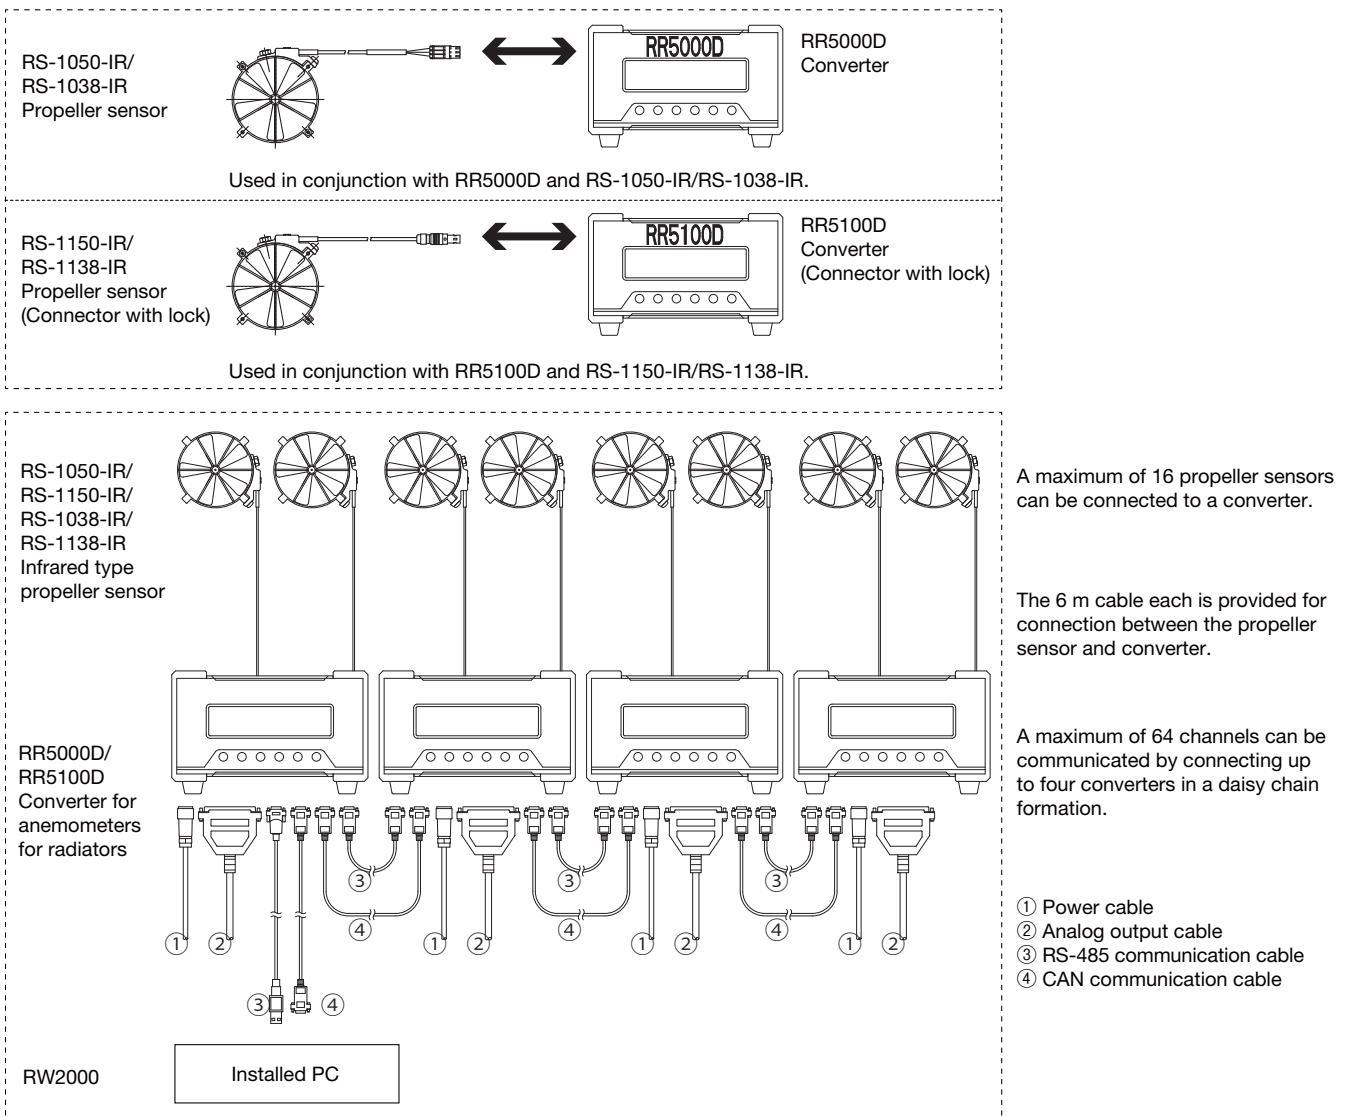 RS-1050-IR/
RS-1038-IR
Propeller sensor
RR5000D
RR5000D
Converter
Used in conjunction with RR5000D and RS-1050-IR/RS-1038-IR.
RS-1150-IR/
RS-1138-IR
Propeller sensor
(Connector with lock)
RR5100D
RR5100D
Converter
(Connector with lock)
Used in conjunction with RR5100D and RS-1150-IR/RS-1138-IR.
RS-1050-IR/
RS-1150-IR/
RS-1038-IR/
RS-1138-IR
Infrared type
propeller sensor
A maximum of 16 propeller sensors
can be connected to a converter.
The 6 m cable each is provided for
connection between the propeller
sensor and converter.
RR5000D/
RR5100D
Converter for
anemometers
for radiators
A maximum of 64 channels can be
communicated by connecting up
to four converters in a daisy chain
formation.
③ ③ ③
④ ④ ④
① ② ① ② ① ② ① ②
③ ④
① Power cable
② Analog output cable
③ RS-485 communication cable
④ CAN communication cable
RW2000
Installed PC